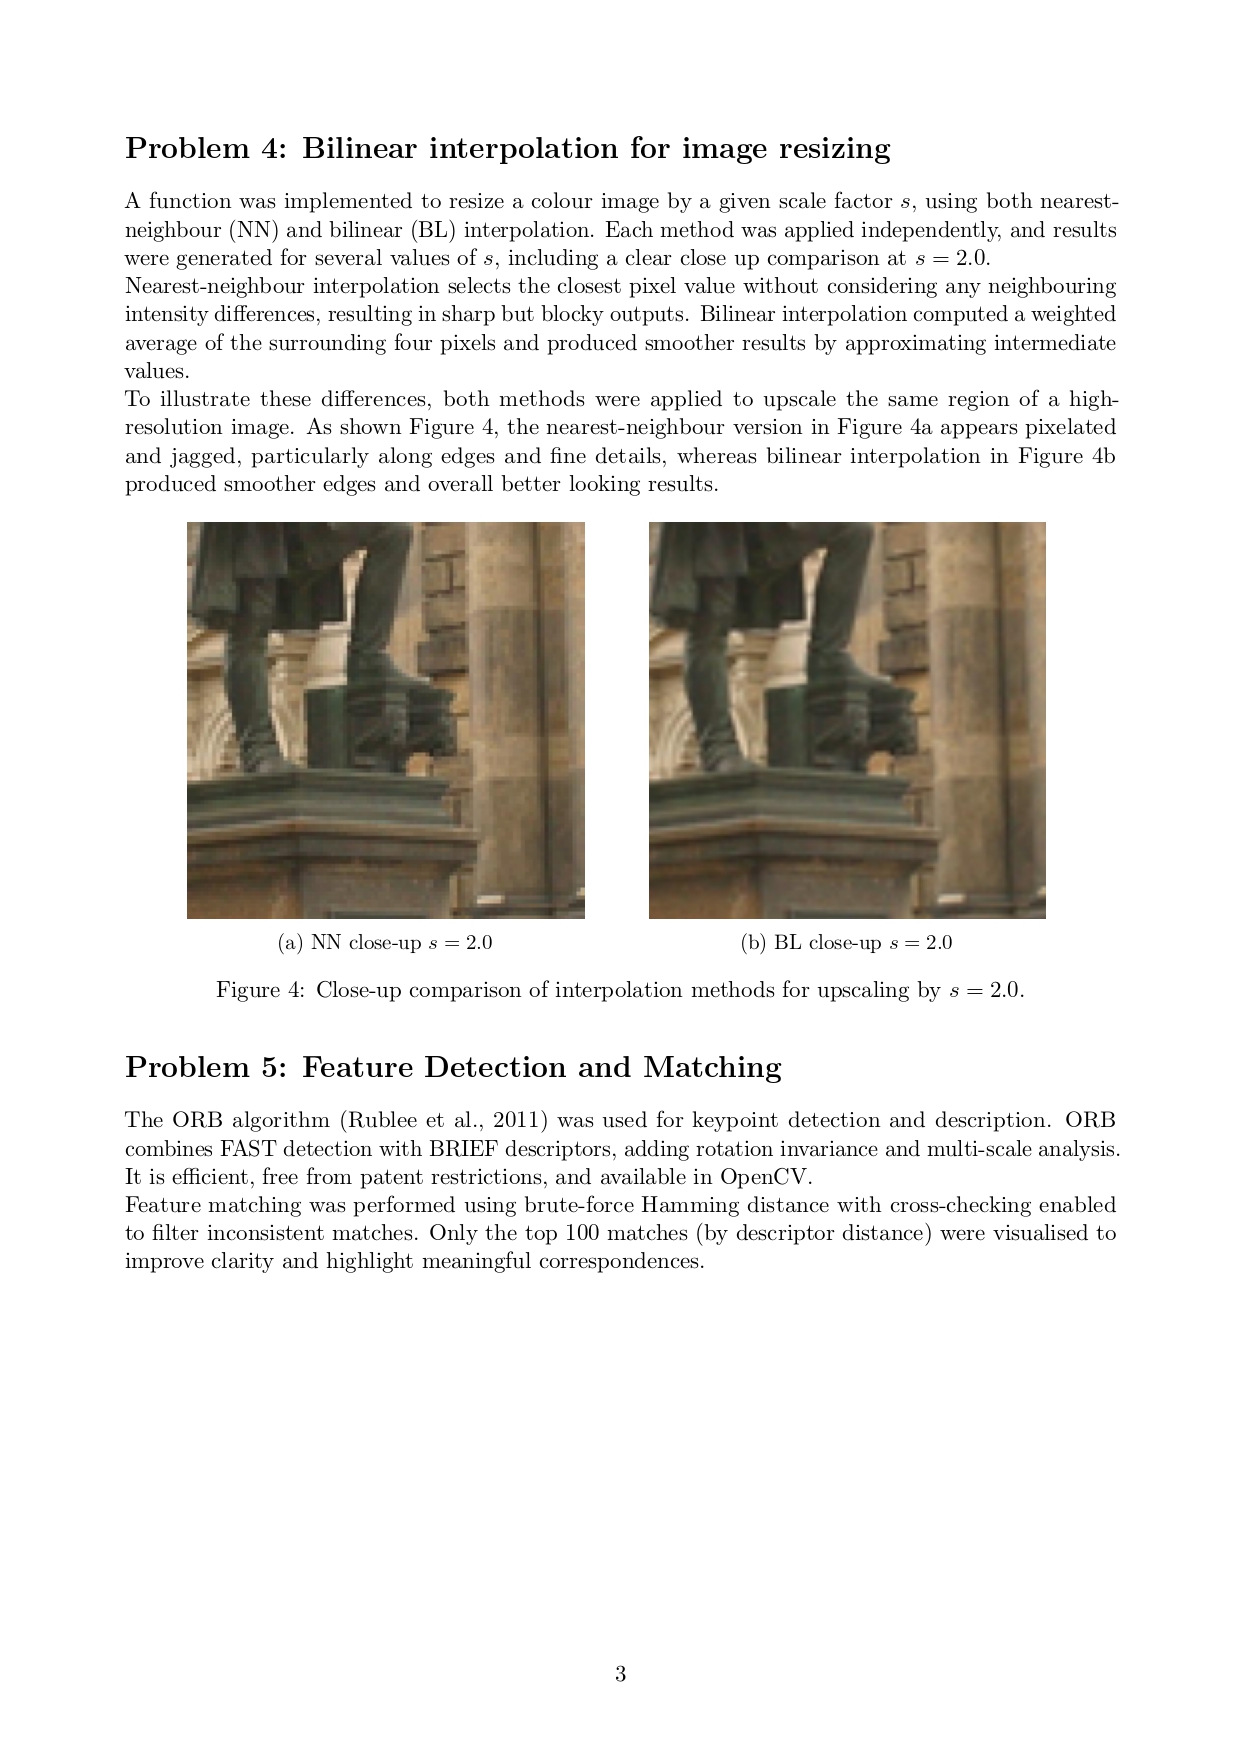 Problem 4: Bilinear interpolation for image resizing
A function was implemented to resize a colour image by a given scale factor s, using both nearest-
neighbour (NN) and bilinear (BL) interpolation. Each method was applied independently, and results
were generated for several values of s, including a clear close up comparison at s = 2.0.
Nearest-neighbour interpolation selects the closest pixel value without considering any neighbouring
intensity differences, resulting in sharp but blocky outputs. Bilinear interpolation computed a weighted
average of the surrounding four pixels and produced smoother results by approximating intermediate
values.
To illustrate these differences, both methods were applied to upscale the same region of a high-
resolution image. As shown Figure 4, the nearest-neighbour version in Figure 4a appears pixelated
and jagged, particularly along edges and fine details, whereas bilinear interpolation in Figure 4b
produced smoother edges and overall better looking results.
(a) NN close-up s = 2.0
(b) BL close-up s = 2.0
Figure 4: Close-up comparison of interpolation methods for upscaling by s = 2.0.
Problem 5: Feature Detection and Matching
The ORB algorithm (Rublee et al., 2011) was used for keypoint detection and description. ORB
combines FAST detection with BRIEF descriptors, adding rotation invariance and multi-scale analysis.
It is efficient, free from patent restrictions, and available in OpenCV.
Feature matching was performed using brute-force Hamming distance with cross-checking enabled
to filter inconsistent matches. Only the top 100 matches (by descriptor distance) were visualised to
improve clarity and highlight meaningful correspondences.
3